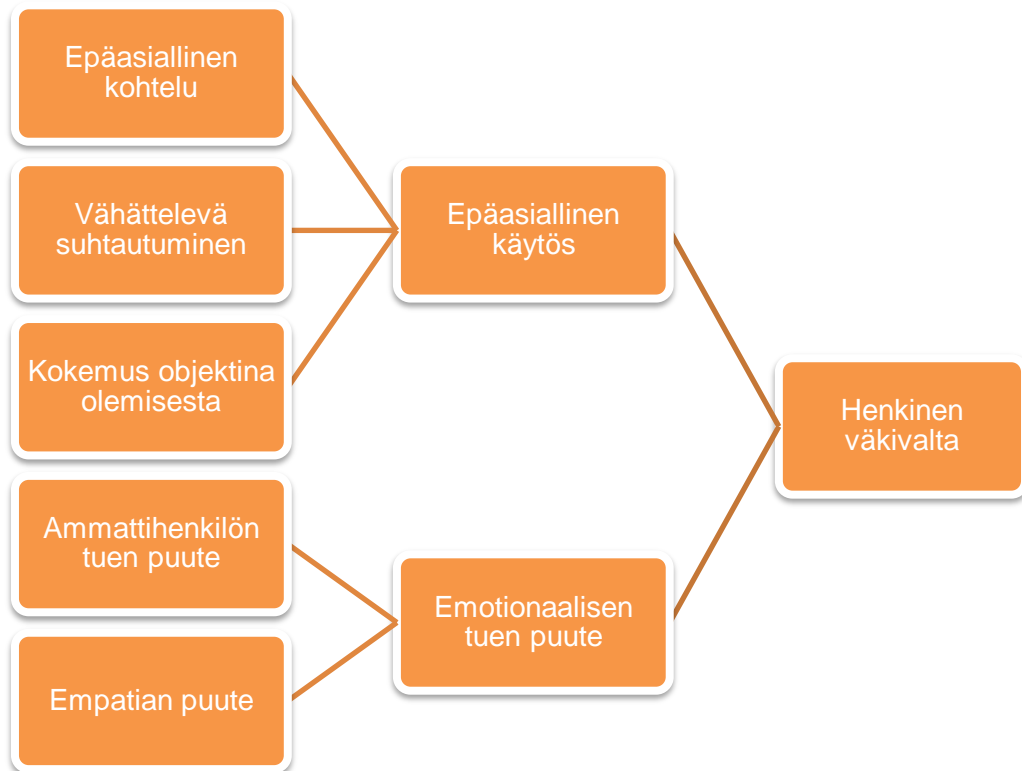 Epäasiallinen
kohtelu
Vähättelevä
suhtautuminen
Kokemus objektina
olemisesta
Ammattihenkilön
tuen puute
Empatian puute
Epäasiallinen
käytös
Emotionaalisen
tuen puute
Henkinen
väkivalta